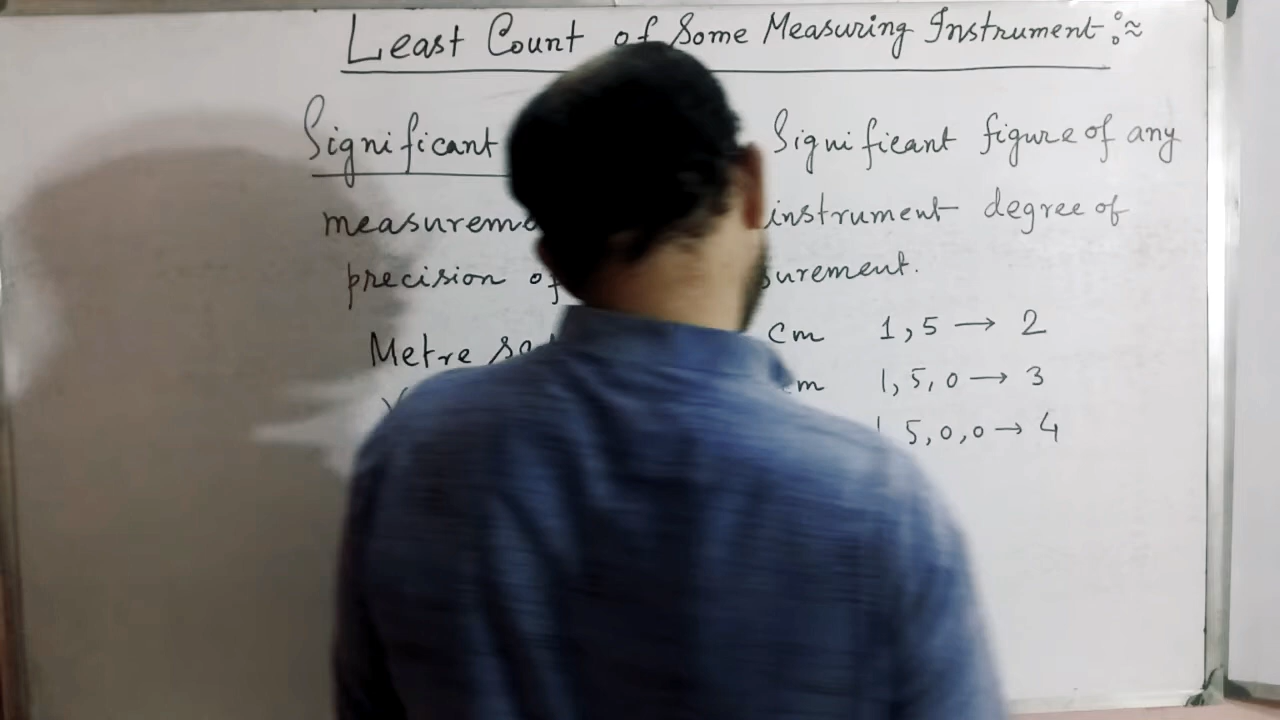 Least Count of Some Measuring Instrument :~
Significant Significant figure of any
measurem instrument degree of
precision of surement.
Metre sc cm 1,5 → 2
m 1,5,0 → 3
5,0,0 → 4